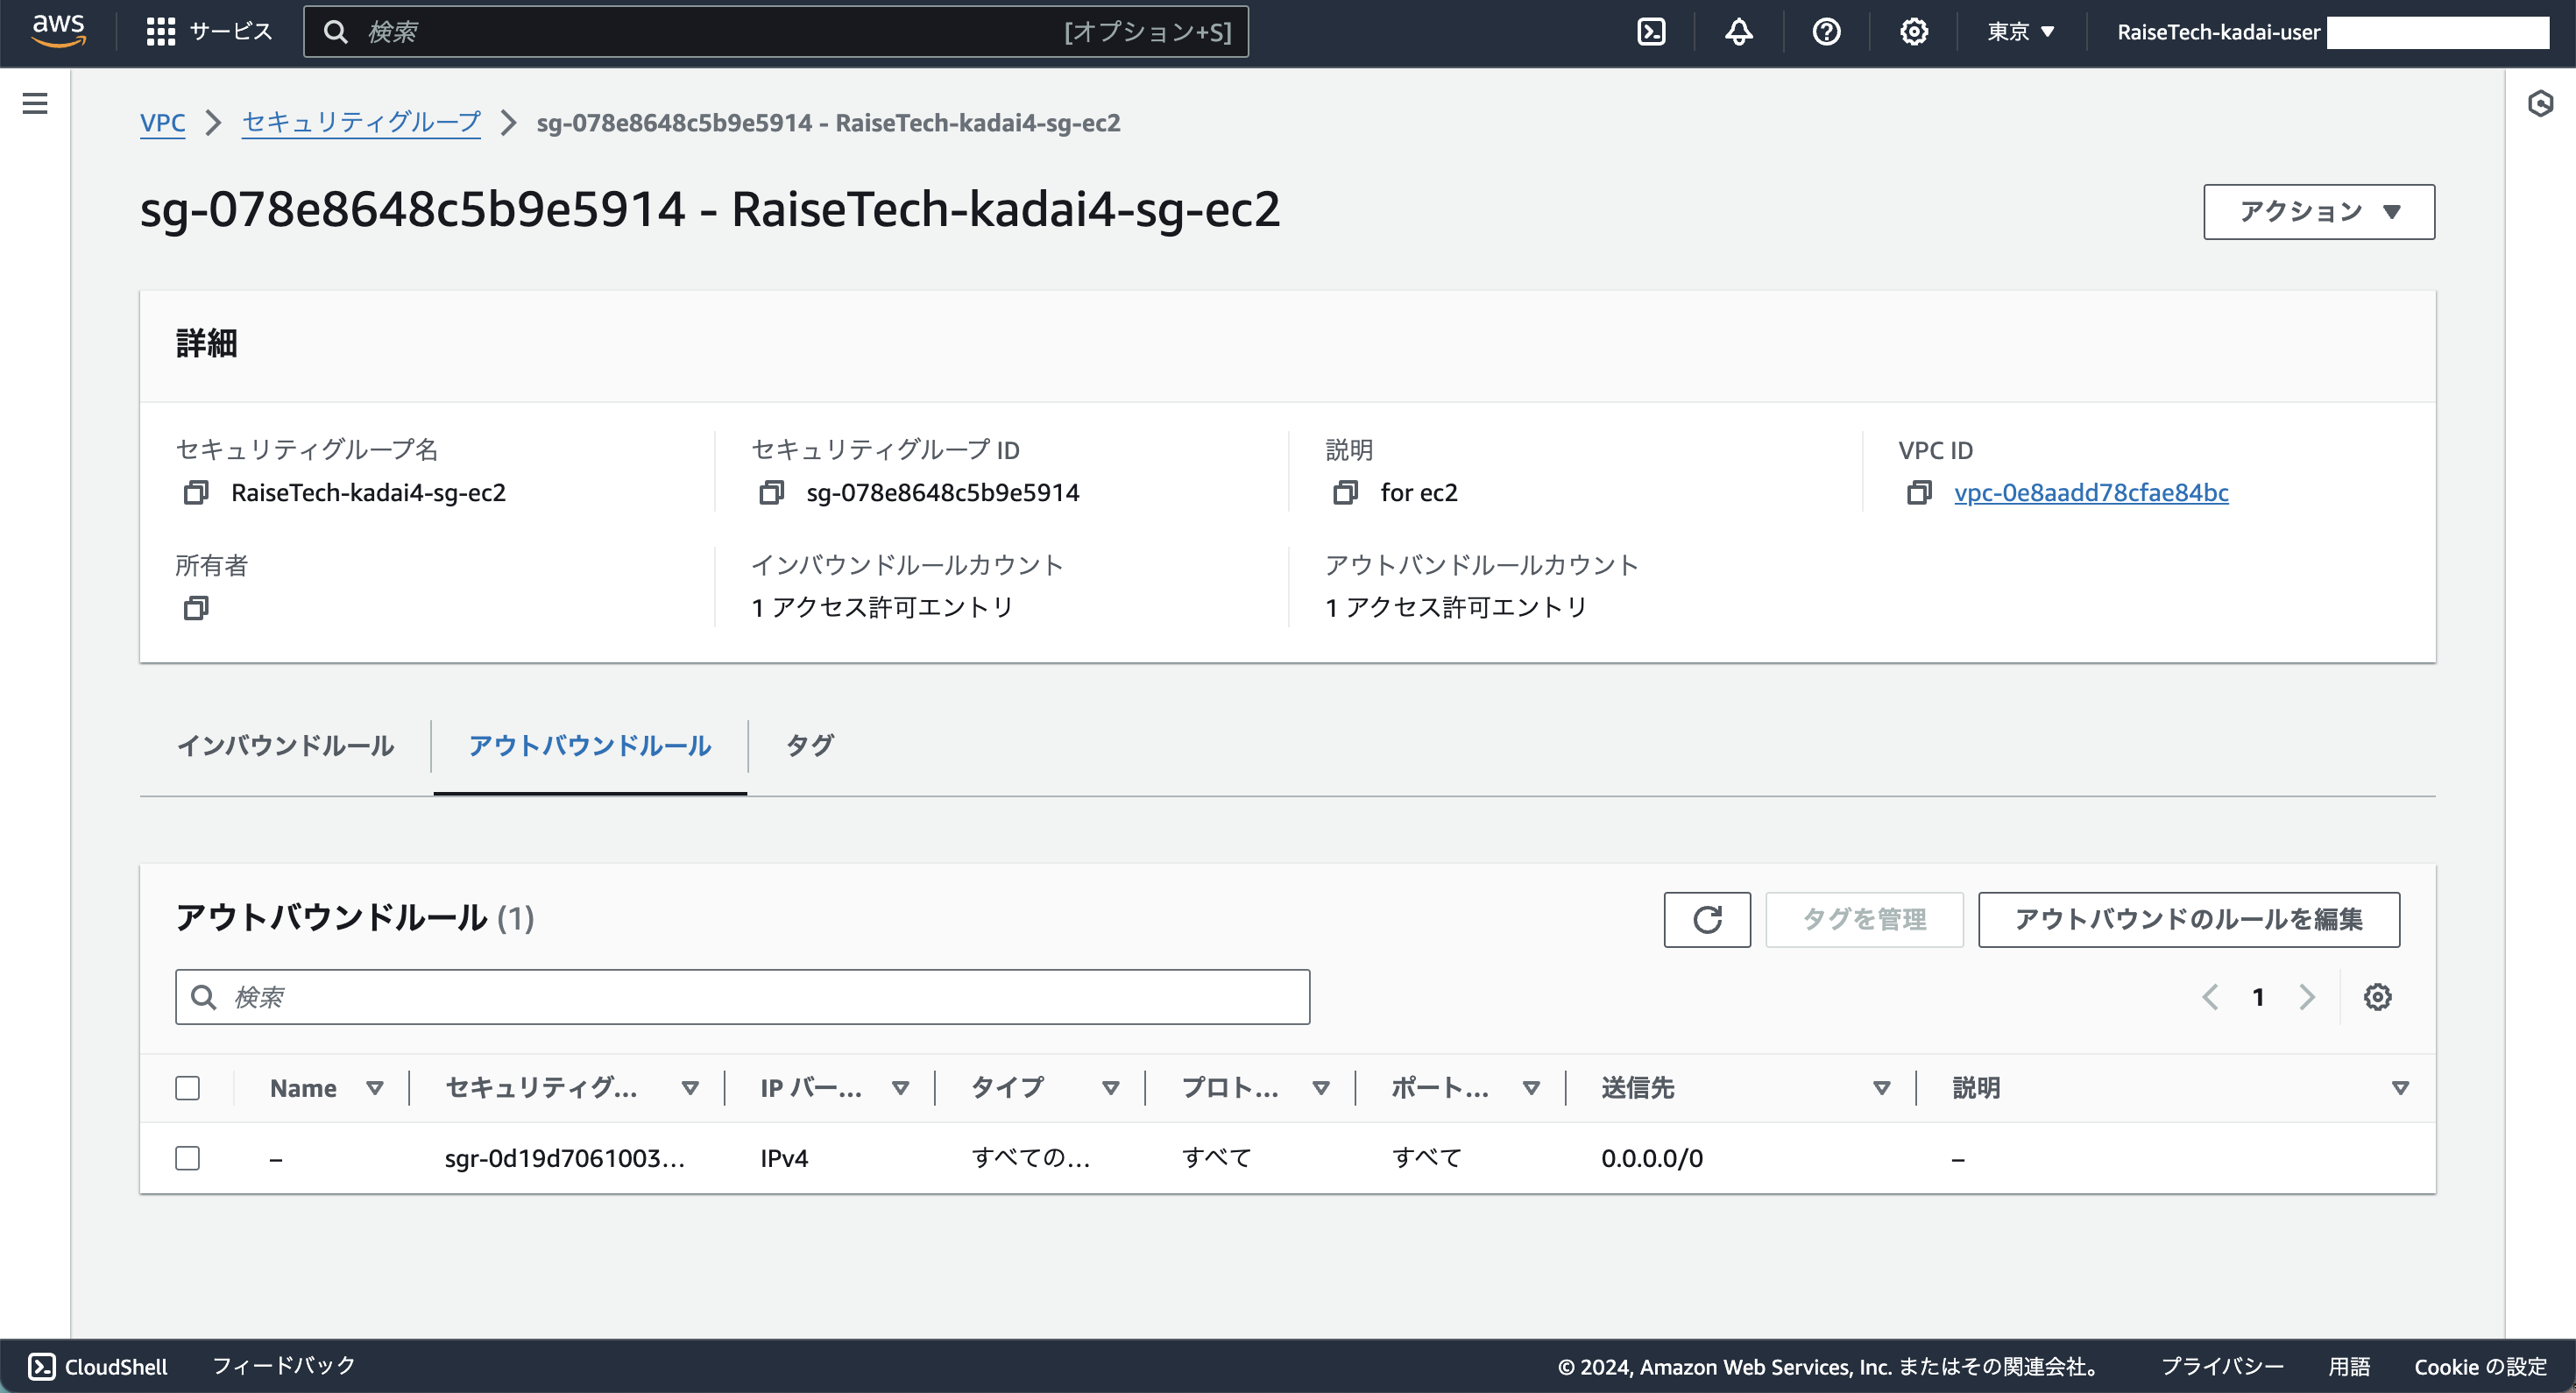 aws サービス 検索 [オプション+S] 東京 RaiseTech-kadai-user
VPC セキュリティグループ sg-078e8648c5b9e5914 - RaiseTech-kadai4-sg-ec2
sg-078e8648c5b9e5914 - RaiseTech-kadai4-sg-ec2 アクション
詳細
セキュリティグループ名 セキュリティグループ ID 説明 VPC ID
RaiseTech-kadai4-sg-ec2 sg-078e8648c5b9e5914 for ec2 vpc-0e8aadd78cfae84bc
所有者 インバウンドルールカウント アウトバンドルールカウント
1 アクセス許可エントリ 1 アクセス許可エントリ
インバウンドルール アウトバウンドルール タグ
アウトバウンドルール (1) タグを管理 アウトバウンドのルールを編集
検索 1
Name セキュリティグ... IP バー... タイプ プロト... ポート... 送信先 説明
– sgr-0d19d7061003... IPv4 すべての... すべて すべて 0.0.0.0/0 –
CloudShell フィードバック © 2024, Amazon Web Services, Inc. またはその関連会社。 プライバシー 用語 Cookie の設定